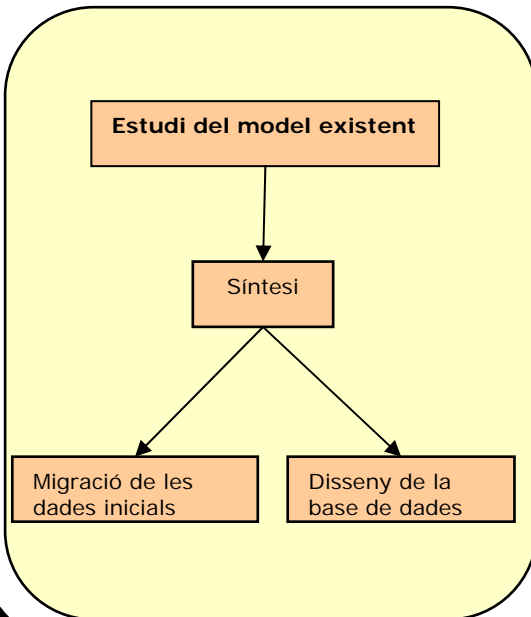 Estudi del model existent
Síntesi
Migració de les
dades inicials
Disseny de la
base de dades